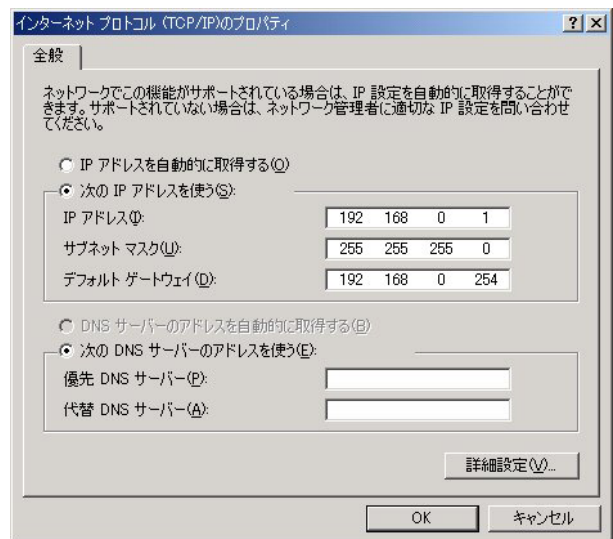 インターネット プロトコル (TCP/IP)のプロパティ
全般
ネットワークでこの機能がサポートされている場合は、IP 設定を自動的に取得することがで
きます。サポートされていない場合は、ネットワーク管理者に適切な IP 設定を問い合わせ
てください。
IP アドレスを自動的に取得する(O)
次の IP アドレスを使う(S):
IP アドレス(I): 192 168 0 1
サブネット マスク(U): 255 255 255 0
デフォルト ゲートウェイ(D): 192 168 0 254
DNS サーバーのアドレスを自動的に取得する(B)
次の DNS サーバーのアドレスを使う(E):
優先 DNS サーバー(P):
代替 DNS サーバー(A):
詳細設定(V)...
OK キャンセル